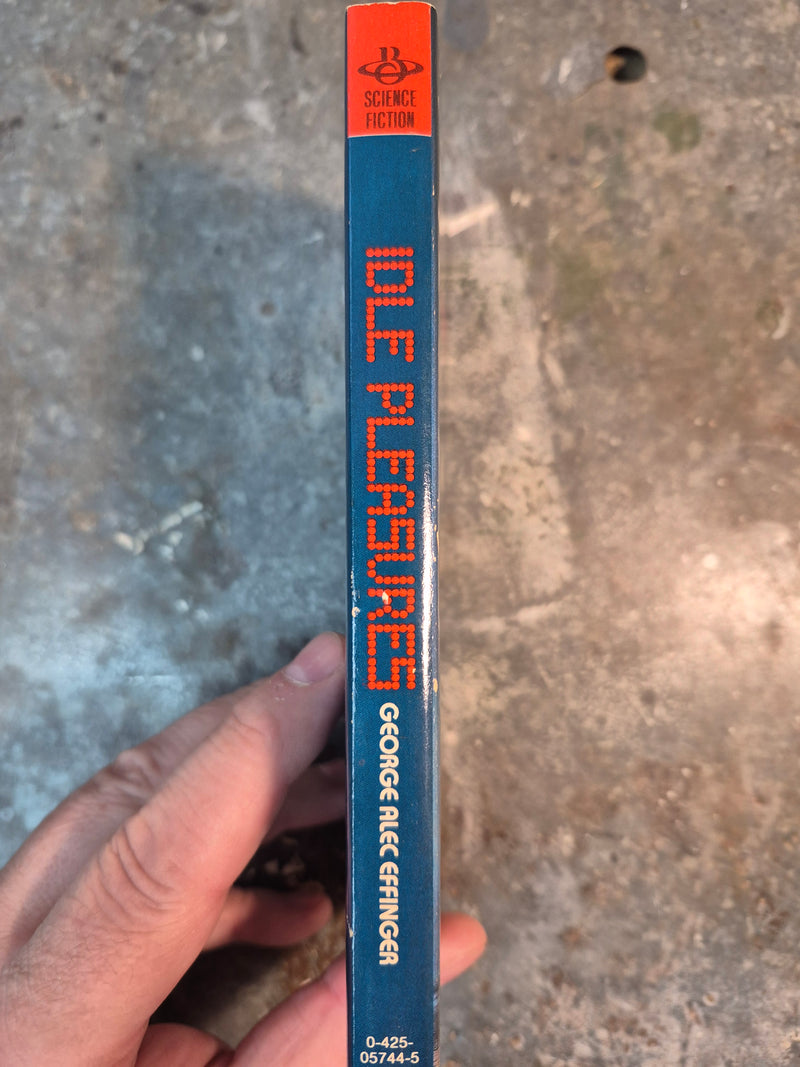 B
SCIENCE
FICTION
IDLE PLEASURES
GEORGE ALEC EFFINGER
0-425-
05744-5